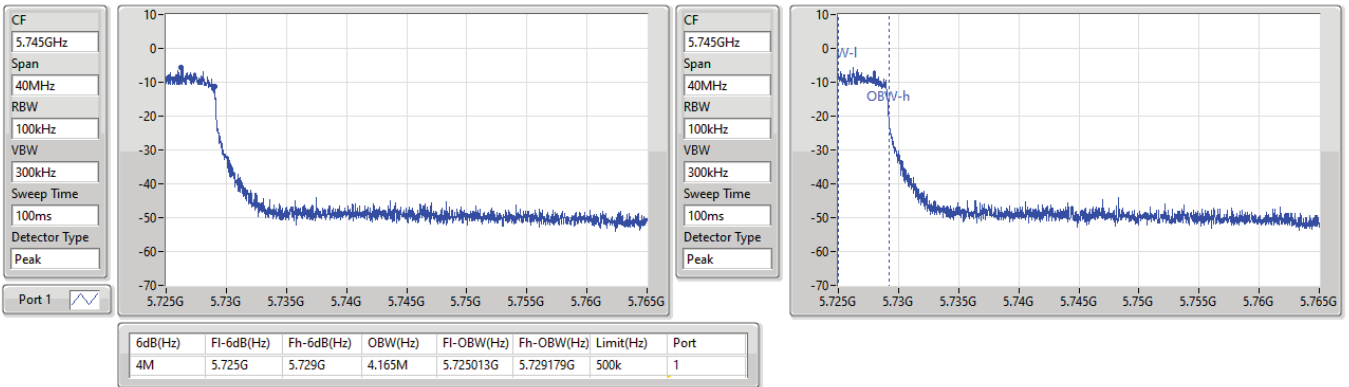 CF
5.745GHz
Span
40MHz
RBW
100kHz
VBW
300kHz
Sweep Time
100ms
Detector Type
Peak
Port 1
10
0
-10
-20
-30
-40
-50
-60
-70
5.725G 5.73G 5.735G 5.74G 5.745G 5.75G 5.755G 5.76G 5.765G
CF
5.745GHz
Span
40MHz
RBW
100kHz
VBW
300kHz
Sweep Time
100ms
Detector Type
Peak
10
0
-10
-20
-30
-40
-50
-60
-70
W-l
OBW-h
5.725G 5.73G 5.735G 5.74G 5.745G 5.75G 5.755G 5.76G 5.765G
6dB(Hz) Fl-6dB(Hz) Fh-6dB(Hz) OBW(Hz) Fl-OBW(Hz) Fh-OBW(Hz) Limit(Hz) Port
4M 5.725G 5.729G 4.165M 5.725013G 5.729179G 500k 1